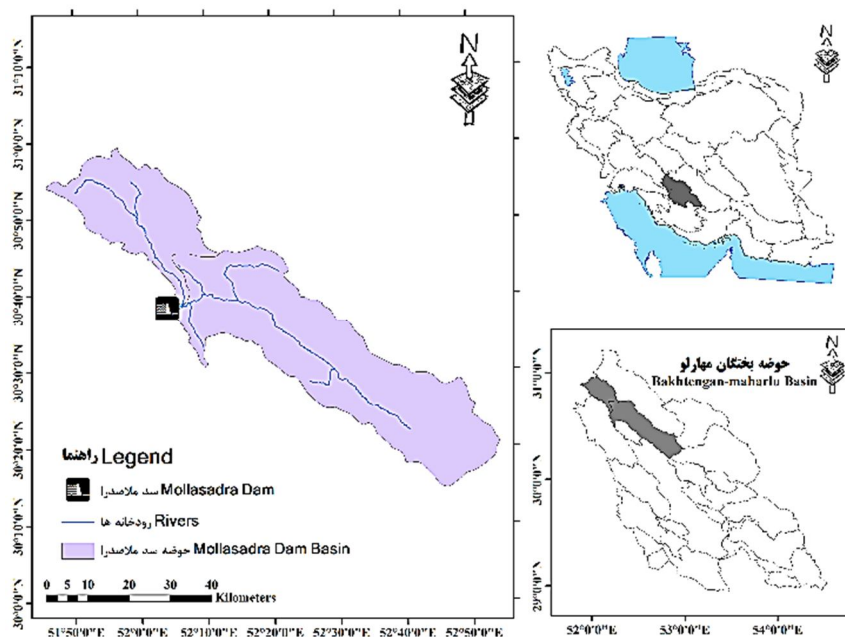 N
31°10'0"N
31°0'0"N
30°50'0"N
30°40'0"N
30°30'0"N
30°20'0"N
30°10'0"N
30°0'0"N
راهنما Legend
سد ملاصدرا Mollasadra Dam
رودخانه ها Rivers
حوضه سد ملاصدرا Mollasadra Dam Basin
0 5 10 20 30 40
Kilometers
51°50'0"E 52°0'0"E 52°10'0"E 52°20'0"E 52°30'0"E 52°40'0"E 52°50'0"E
N
حوضه بختگان مهارلو
Bakhtengan-maharlu Basin
N
31°0'0"N
30°0'0"N
29°0'0"N
52°0'0"E 53°0'0"E 54°0'0"E